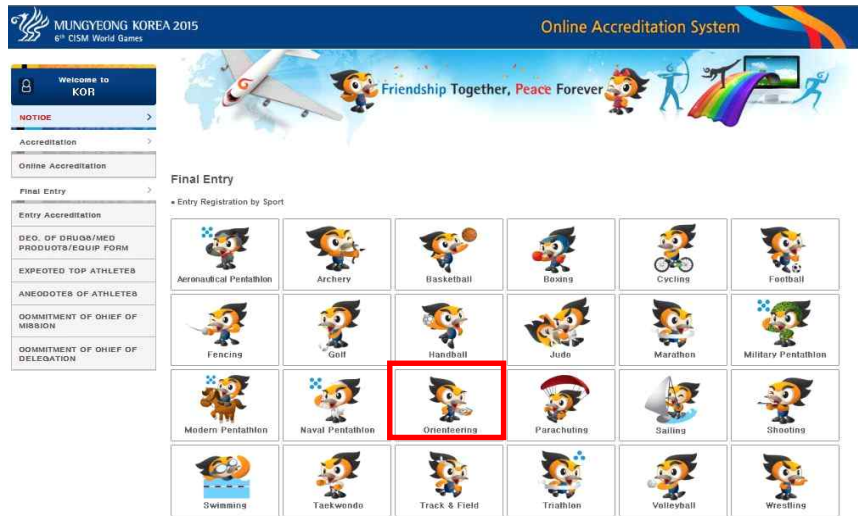 MUNGYEONG KOREA 2015
6th CISM World Games
Online Accreditation System
Welcome to
KOR
Friendship Together, Peace Forever
NOTICE
Accreditation
Online Accreditation
Final Entry
Entry Accreditation
DEC. OF DRUGS/MED
PRODUCTS/EQUIP FORM
EXPECTED TOP ATHLETES
ANECDOTES OF ATHLETES
COMMITMENT OF CHIEF OF
MISSION
COMMITMENT OF CHIEF OF
DELEGATION
Final Entry
Entry Registration by Sport
Aeronautical Pentathlon
Archery
Basketball
Boxing
Cycling
Football
Fencing
Golf
Handball
Judo
Marathon
Military Pentathlon
Modern Pentathlon
Naval Pentathlon
Orienteering
Parachuting
Sailing
Shooting
Swimming
Taekwondo
Track & Field
Triathlon
Volleyball
Wrestling